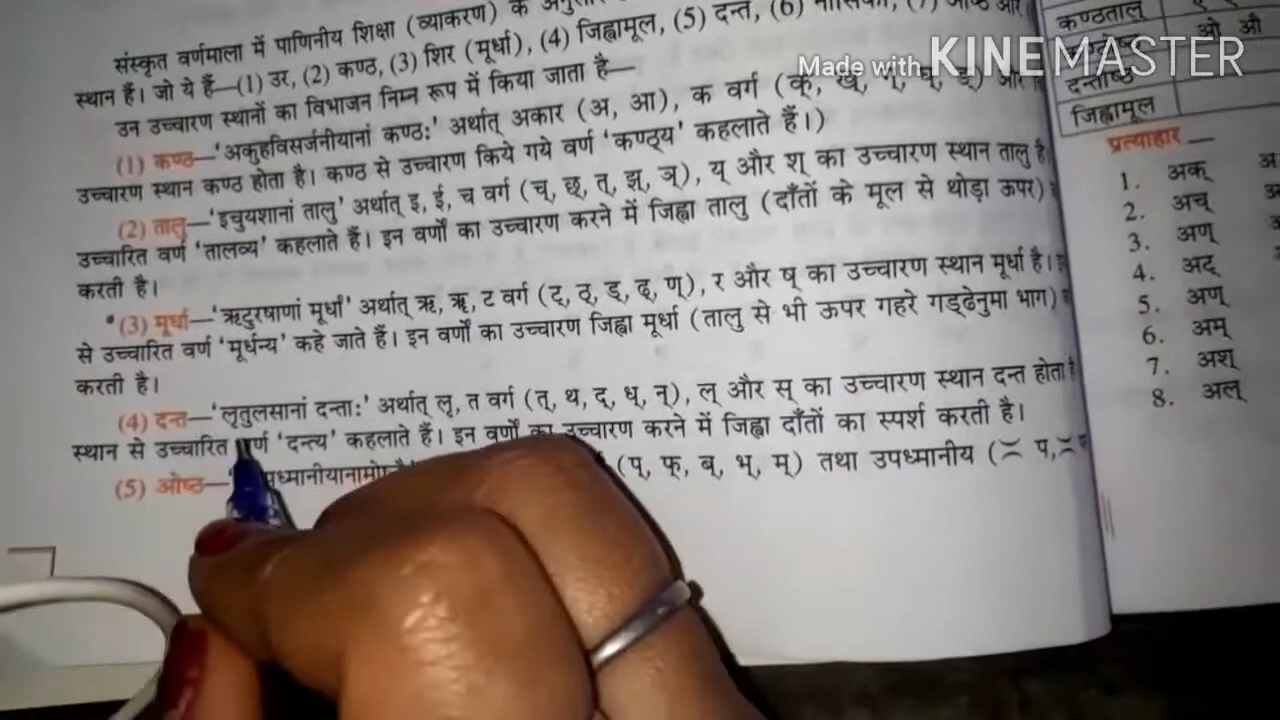 संस्कृत वर्णमाला में पाणिनीय शिक्षा (व्याकरण) के अनुसार
स्थान हैं। जो ये हैं—(1) उर, (2) कण्ठ, (3) शिर (मूर्धा), (4) जिह्वामूल, (5) दन्त, (6) नासिका, (7) ओष्ठ और
उन उच्चारण स्थानों का विभाजन निम्न रूप में किया जाता है—
(1) कण्ठ—'अकुहविसर्जनीयानां कण्ठः' अर्थात् अकार (अ, आ), क वर्ग (क्, ख्, ग्, घ्, ङ्) और
उच्चारण स्थान कण्ठ होता है। कण्ठ से उच्चारण किये गये वर्ण 'कण्ठ्य' कहलाते हैं।)
(2) तालु—'इचुयशानां तालु' अर्थात् इ, ई, च वर्ग (च्, छ्, त्, झ्, ञ्), य् और श् का उच्चारण स्थान तालु है।
उच्चारित वर्ण 'तालव्य' कहलाते हैं। इन वर्णों का उच्चारण करने में जिह्वा तालु (दाँतों के मूल से थोड़ा ऊपर)
करती है।
(3) मूर्धा—'ऋटुरषाणां मूर्धा' अर्थात् ऋ, ॠ, ट वर्ग (ट्, ठ्, ड्, ढ्, ण्), र और ष् का उच्चारण स्थान मूर्धा है।
से उच्चारित वर्ण 'मूर्धन्य' कहे जाते हैं। इन वर्णों का उच्चारण जिह्वा मूर्धा (तालु से भी ऊपर गहरे गड्ढेनुमा भाग)
करती है।
(4) दन्त—'लृतुलसानां दन्ताः' अर्थात् लृ, त वर्ग (त्, थ, द्, ध्, न्), ल् और स् का उच्चारण स्थान दन्त होता है
स्थान से उच्चारित वर्ण 'दन्त्य' कहलाते हैं। इन वर्णों का उच्चारण करने में जिह्वा दाँतों का स्पर्श करती है।
(5) ओष्ठ— (प्, फ्, ब्, भ्, म्) तथा उपध्मानीय (≍ प, ≍
कण्ठतालु
ओ औ
दन्तोष्ठ
जिह्वामूल
प्रत्याहार —
1. अक्
2. अच्
3. अण्
4. अट्
5. अण्
6. अम्
7. अश्
8. अल्
Made with KINEMASTER